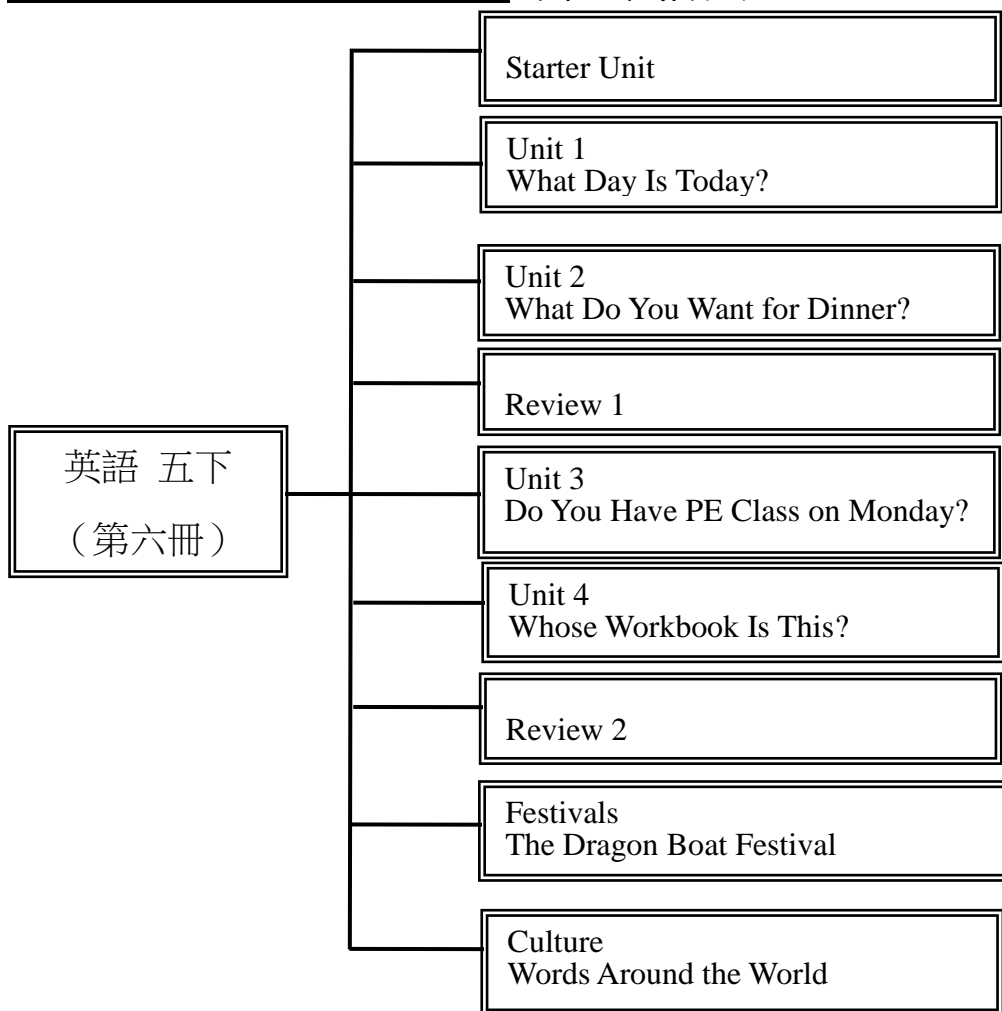 Starter Unit
Unit 1
What Day Is Today?
Unit 2
What Do You Want for Dinner?
Review 1
英語 五下
（第六冊）
Unit 3
Do You Have PE Class on Monday?
Unit 4
Whose Workbook Is This?
Review 2
Festivals
The Dragon Boat Festival
Culture
Words Around the World